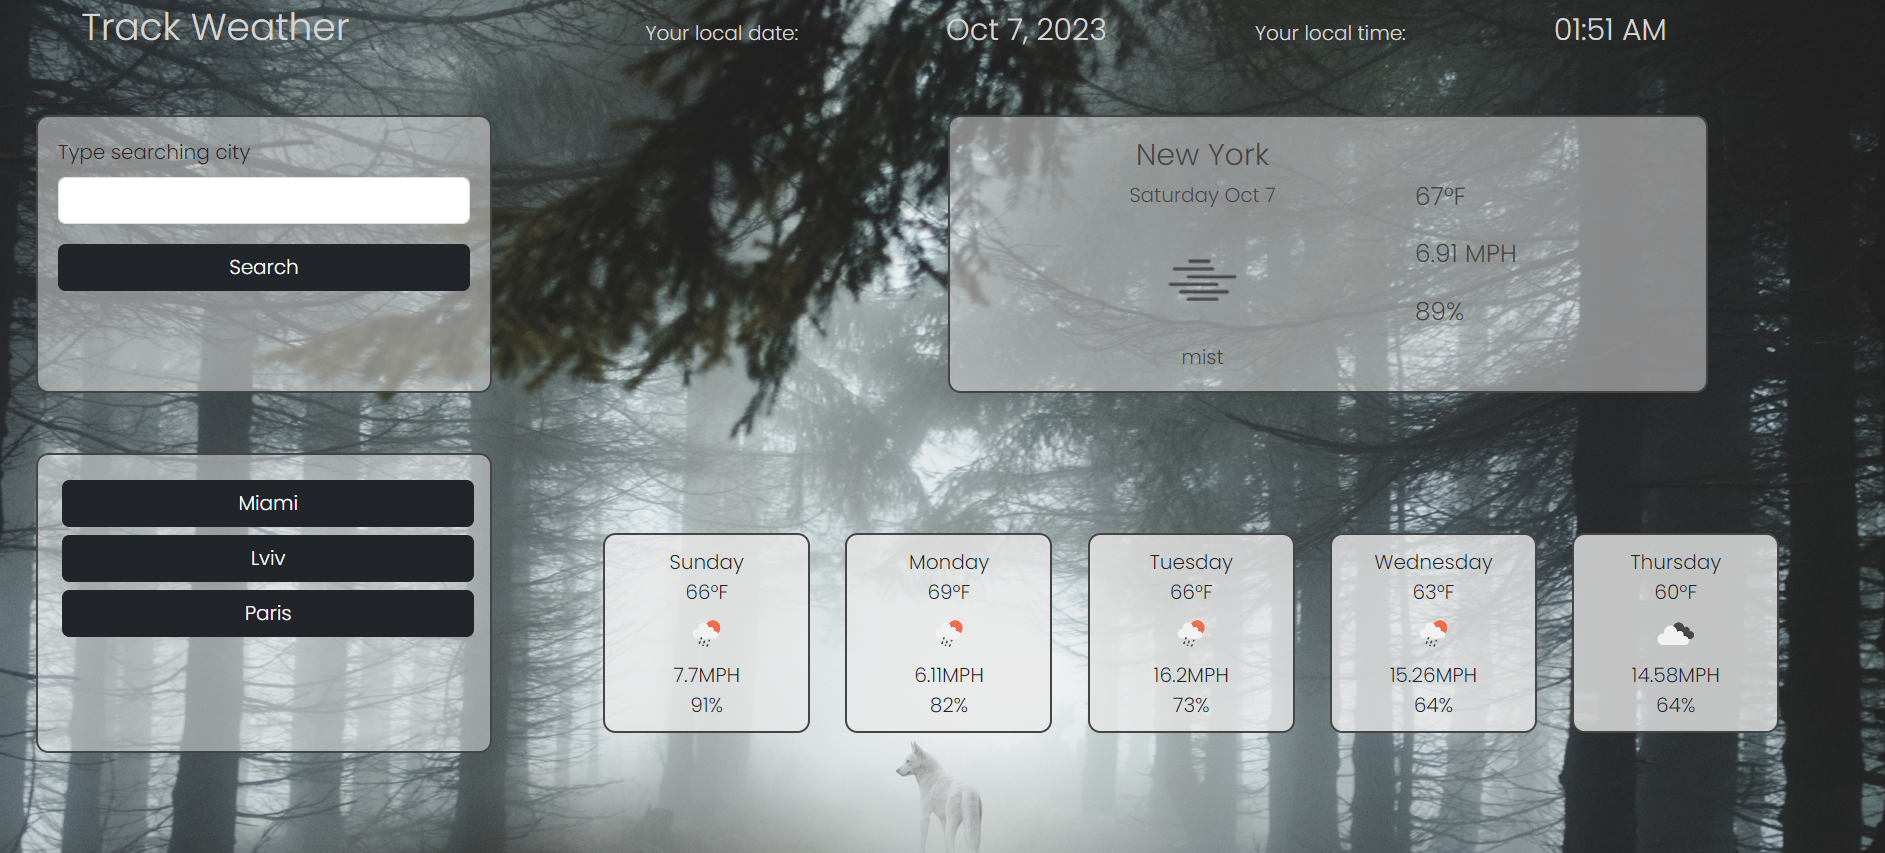 Track Weather
Your local date:
Oct 7, 2023
Your local time:
01:51 AM
Type searching city
Search
New York
Saturday Oct 7
67°F
6.91 MPH
89%
mist
Miami
Lviv
Paris
Sunday
66°F
7.7MPH
91%
Monday
69°F
6.11MPH
82%
Tuesday
66°F
16.2MPH
73%
Wednesday
63°F
15.26MPH
64%
Thursday
60°F
14.58MPH
64%